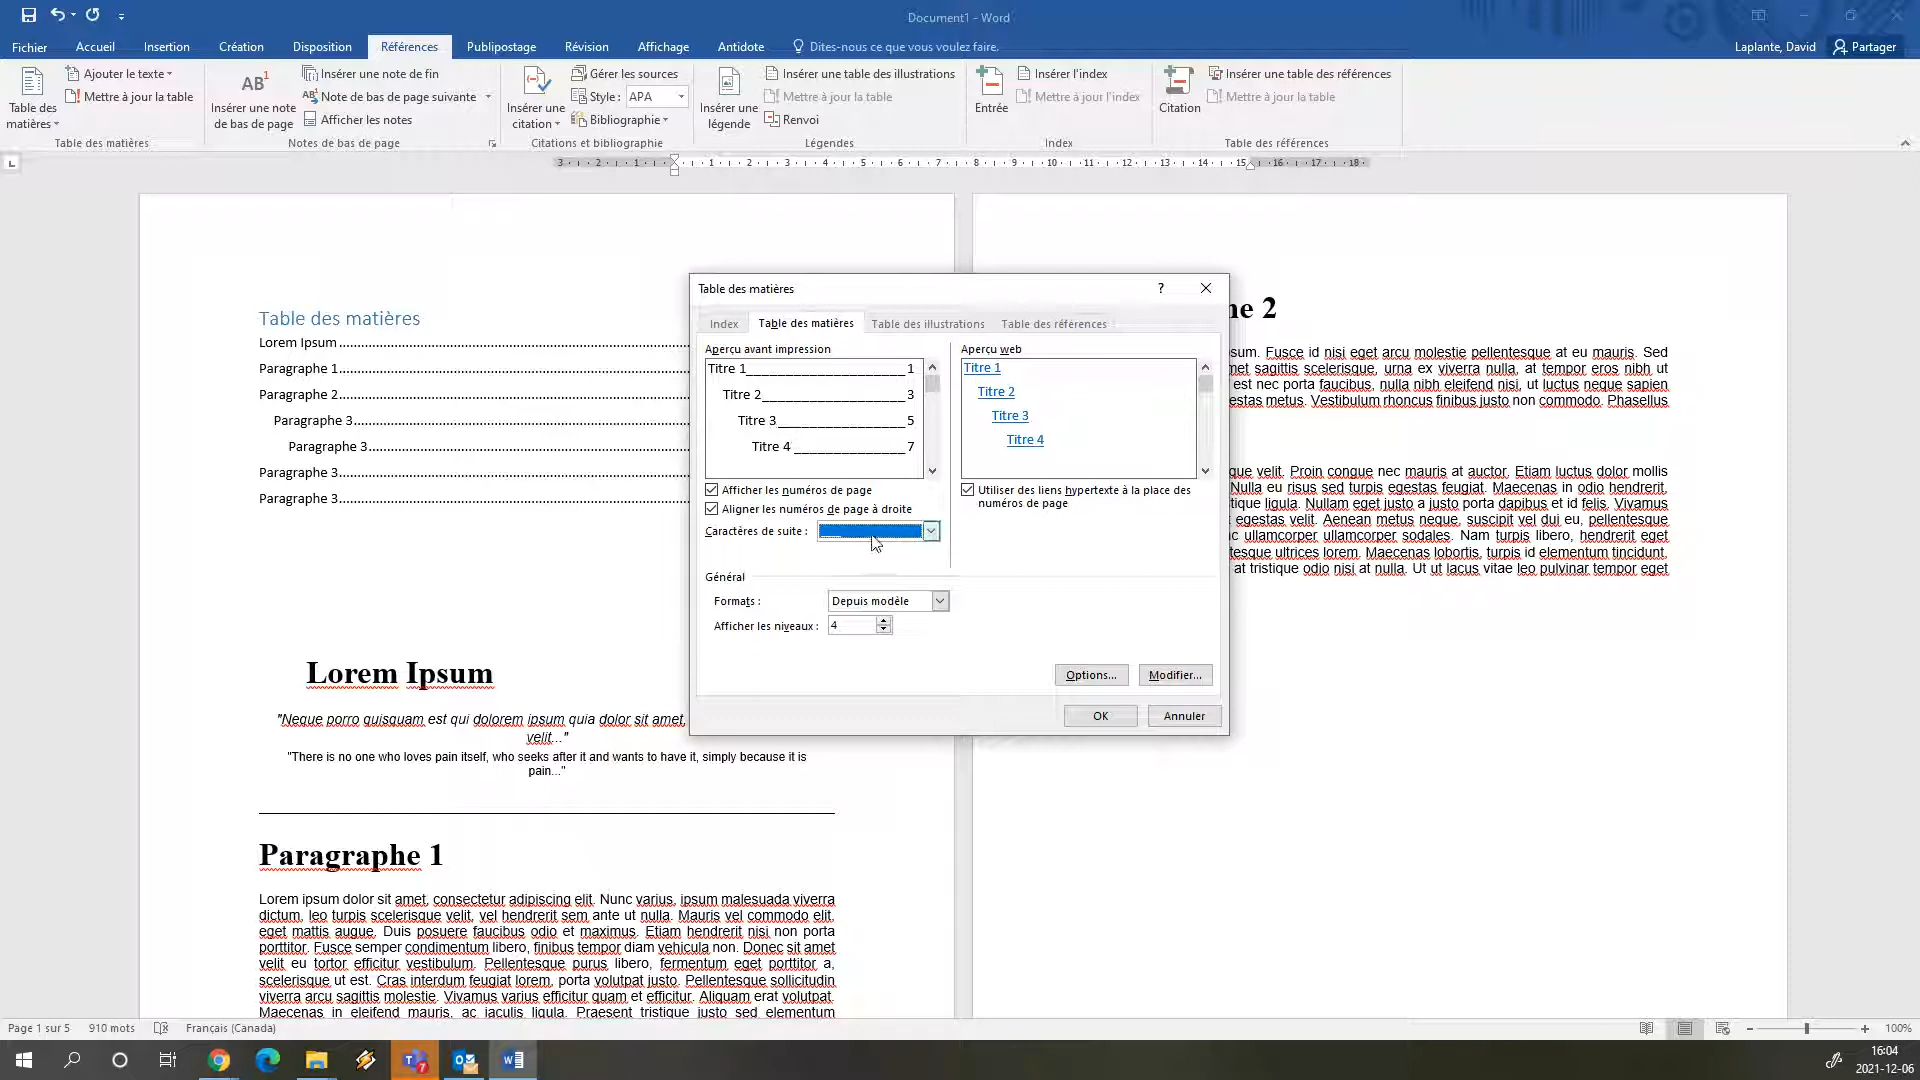 Document1 - Word
Fichier Accueil Insertion Création Disposition Références Publipostage Révision Affichage Antidote Dites-nous ce que vous voulez faire. Laplante, David Partager
Table des matières
Ajouter le texte
Mettre à jour la table
Table des matières
AB¹
Insérer une note de bas de page
Insérer une note de fin
Note de bas de page suivante
Afficher les notes
Notes de bas de page
Insérer une citation
Gérer les sources
Style : APA
Bibliographie
Citations et bibliographie
Insérer une légende
Insérer une table des illustrations
Mettre à jour la table
Renvoi
Légendes
Entrée
Insérer l'index
Mettre à jour l'index
Index
Citation
Insérer une table des références
Mettre à jour la table
Table des références
3 2 1 1 2 3 4 5 6 7 8 9 10 11 12 13 14 15 16 17 18
Table des matières
Lorem Ipsum
Paragraphe 1
Paragraphe 2
Paragraphe 3
Paragraphe 3
Paragraphe 3
Paragraphe 3
Lorem Ipsum
"Neque porro quisquam est qui dolorem ipsum quia dolor sit amet,
velit..."
"There is no one who loves pain itself, who seeks after it and wants to have it, simply because it is
pain..."
Paragraphe 1
Lorem ipsum dolor sit amet, consectetur adipiscing elit. Nunc varius, ipsum malesuada viverra
dictum, leo turpis scelerisque velit, vel hendrerit sem ante ut nulla. Mauris vel commodo elit,
eget mattis augue. Duis posuere faucibus odio et maximus. Etiam hendrerit nisi non porta
porttitor. Fusce semper condimentum libero, finibus tempor diam vehicula non. Donec sit amet
velit eu tortor efficitur vestibulum. Pellentesque purus libero, fermentum eget porttitor a,
scelerisque ut est. Cras interdum feugiat lorem, porta volutpat justo. Pellentesque sollicitudin
viverra arcu sagittis molestie. Vivamus varius efficitur quam et efficitur. Aliquam erat volutpat.
Maecenas in eleifend mauris, ac iaculis ligula. Praesent tristique justo sed elementum
Table des matières
?
Index Table des matières Table des illustrations Table des références
Aperçu avant impression
Titre 1____________________1
Titre 2__________________3
Titre 3________________5
Titre 4 ______________7
Afficher les numéros de page
Aligner les numéros de page à droite
Caractères de suite :
Aperçu web
Titre 1
Titre 2
Titre 3
Titre 4
Utiliser des liens hypertexte à la place des
numéros de page
Général
Formats : Depuis modèle
Afficher les niveaux : 4
Options... Modifier...
OK Annuler
ne 2
sum. Fusce id nisi eget arcu molestie pellentesque at eu mauris. Sed
met sagittis scelerisque, urna ex viverra nulla, at tempor eros nibh ut
est nec porta faucibus, nulla nibh eleifend nisi, ut luctus neque sapien
estas metus. Vestibulum rhoncus finibus justo non commodo. Phasellus
que velit. Proin congue nec mauris at auctor. Etiam luctus dolor mollis
Nulla eu risus sed turpis egestas feugiat. Maecenas in odio hendrerit,
tique ligula. Nullam eget justo a justo porta dapibus et id felis. Vivamus
egestas velit. Aenean metus neque, suscipit vel dui eu, pellentesque
c ullamcorper ullamcorper sodales. Nam turpis libero, hendrerit eget
tesque ultrices lorem. Maecenas lobortis, turpis id elementum tincidunt,
at tristique odio nisi at nulla. Ut ut lacus vitae leo pulvinar tempor eget
Page 1 sur 5 910 mots Français (Canada) 100%
7
16:04
2021-12-06